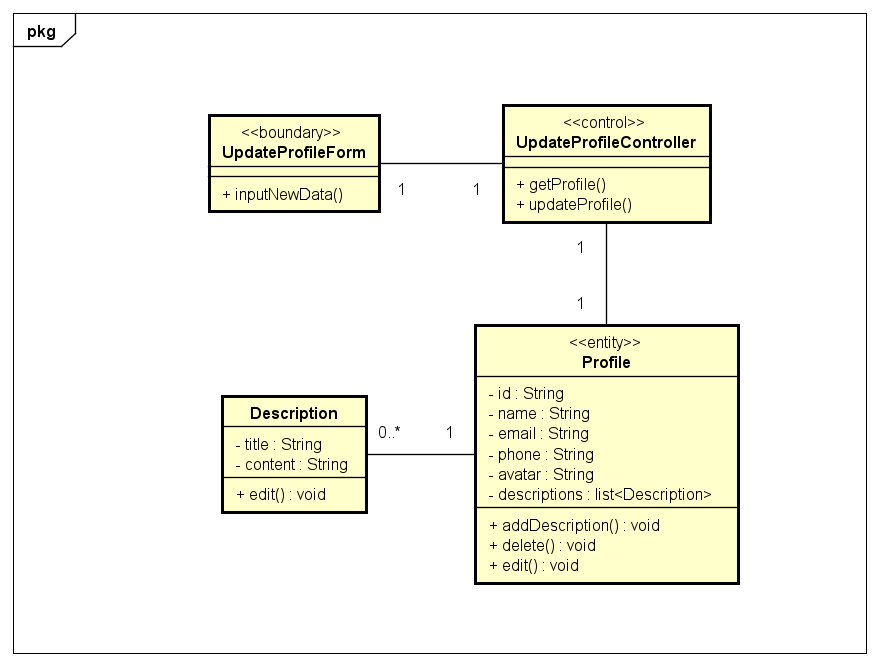 pkg
<<boundary>>
UpdateProfileForm
+ inputNewData()
1
1
<<control>>
UpdateProfileController
+ getProfile()
+ updateProfile()
1
1
<<entity>>
Profile
- id : String
- name : String
- email : String
- phone : String
- avatar : String
- descriptions : list<Description>
+ addDescription() : void
+ delete() : void
+ edit() : void
Description
- title : String
- content : String
+ edit() : void
0..*
1